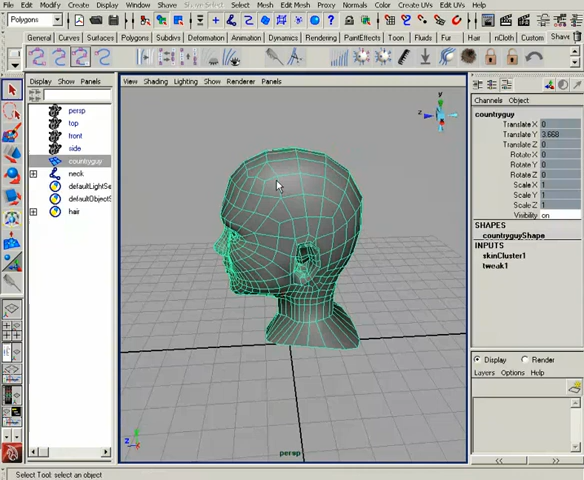 File Edit Modify Create Display Window Assets Select Mesh Edit Mesh Proxy Normals Color Create UVs Edit UVs Help
Polygons
General Curves Surfaces Polygons Subdivs Deformation Animation Dynamics Rendering PaintEffects Toon Fluids Fur Hair nCloth Custom Shave
Display Show Panels
View Shading Lighting Show Renderer Panels
Channels Object
persp
top
front
side
countryguy
neck
defaultLightSe
defaultObjectS
hair
countryguy
Translate X 0
Translate Y 3.668
Translate Z 0
Rotate X 0
Rotate Y 0
Rotate Z 0
Scale X 1
Scale Y 1
Scale Z 1
Visibility on
SHAPES
countryguyShape
INPUTS
skinCluster1
tweak1
y
z
Display Render
Layers Options Help
z
persp
<< >>
Select Tool: select an object